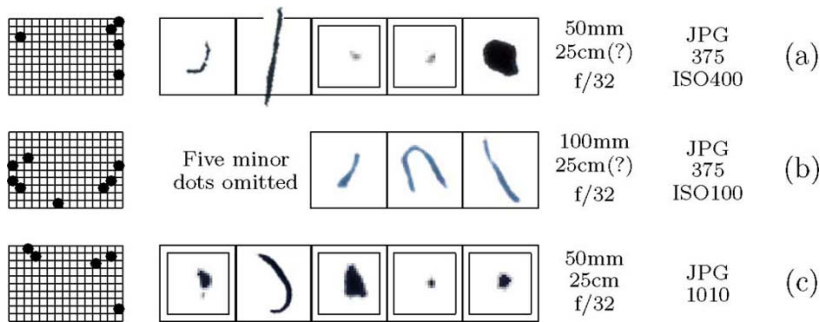 50mm
25cm(?)
f/32
JPG
375
ISO400
(a)
Five minor
dots omitted
100mm
25cm(?)
f/32
JPG
375
ISO100
(b)
50mm
25cm
f/32
JPG
1010
(c)